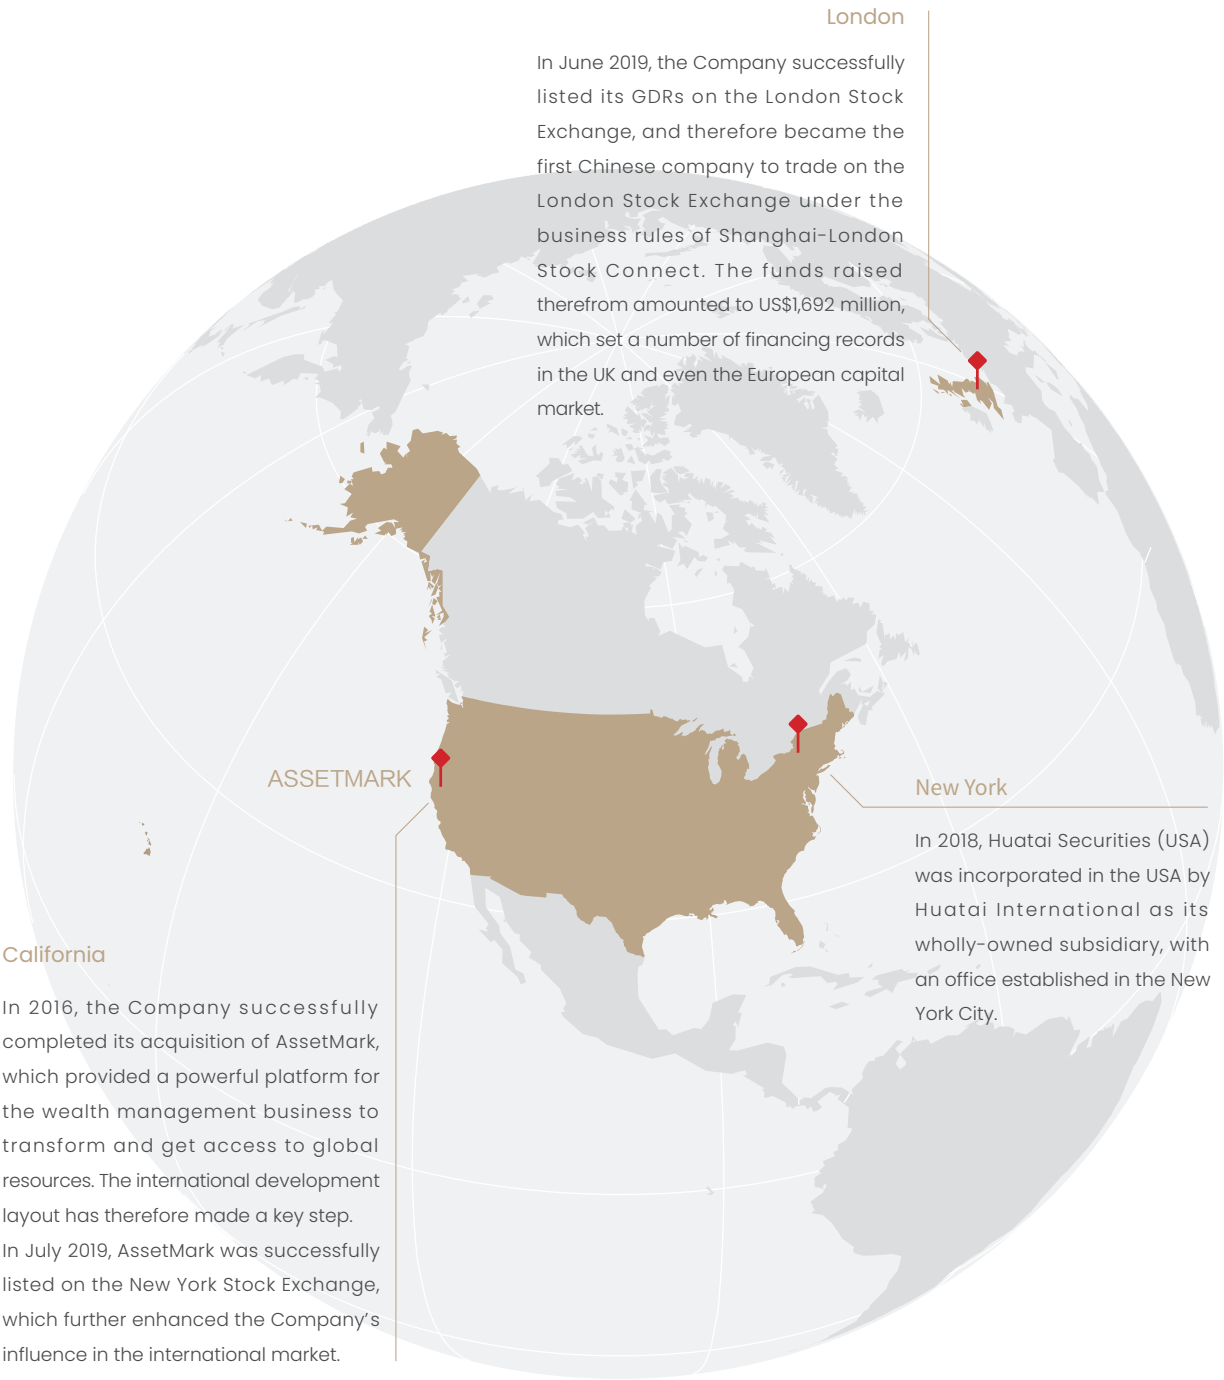 London
In June 2019, the Company successfully
listed its GDRs on the London Stock
Exchange, and therefore became the
first Chinese company to trade on the
London Stock Exchange under the
business rules of Shanghai-London
Stock Connect. The funds raised
therefrom amounted to US$1,692 million,
which set a number of financing records
in the UK and even the European capital
market.
ASSETMARK
New York
In 2018, Huatai Securities (USA)
was incorporated in the USA by
Huatai International as its
wholly-owned subsidiary, with
an office established in the New
York City.
California
In 2016, the Company successfully
completed its acquisition of AssetMark,
which provided a powerful platform for
the wealth management business to
transform and get access to global
resources. The international development
layout has therefore made a key step.
In July 2019, AssetMark was successfully
listed on the New York Stock Exchange,
which further enhanced the Company's
influence in the international market.